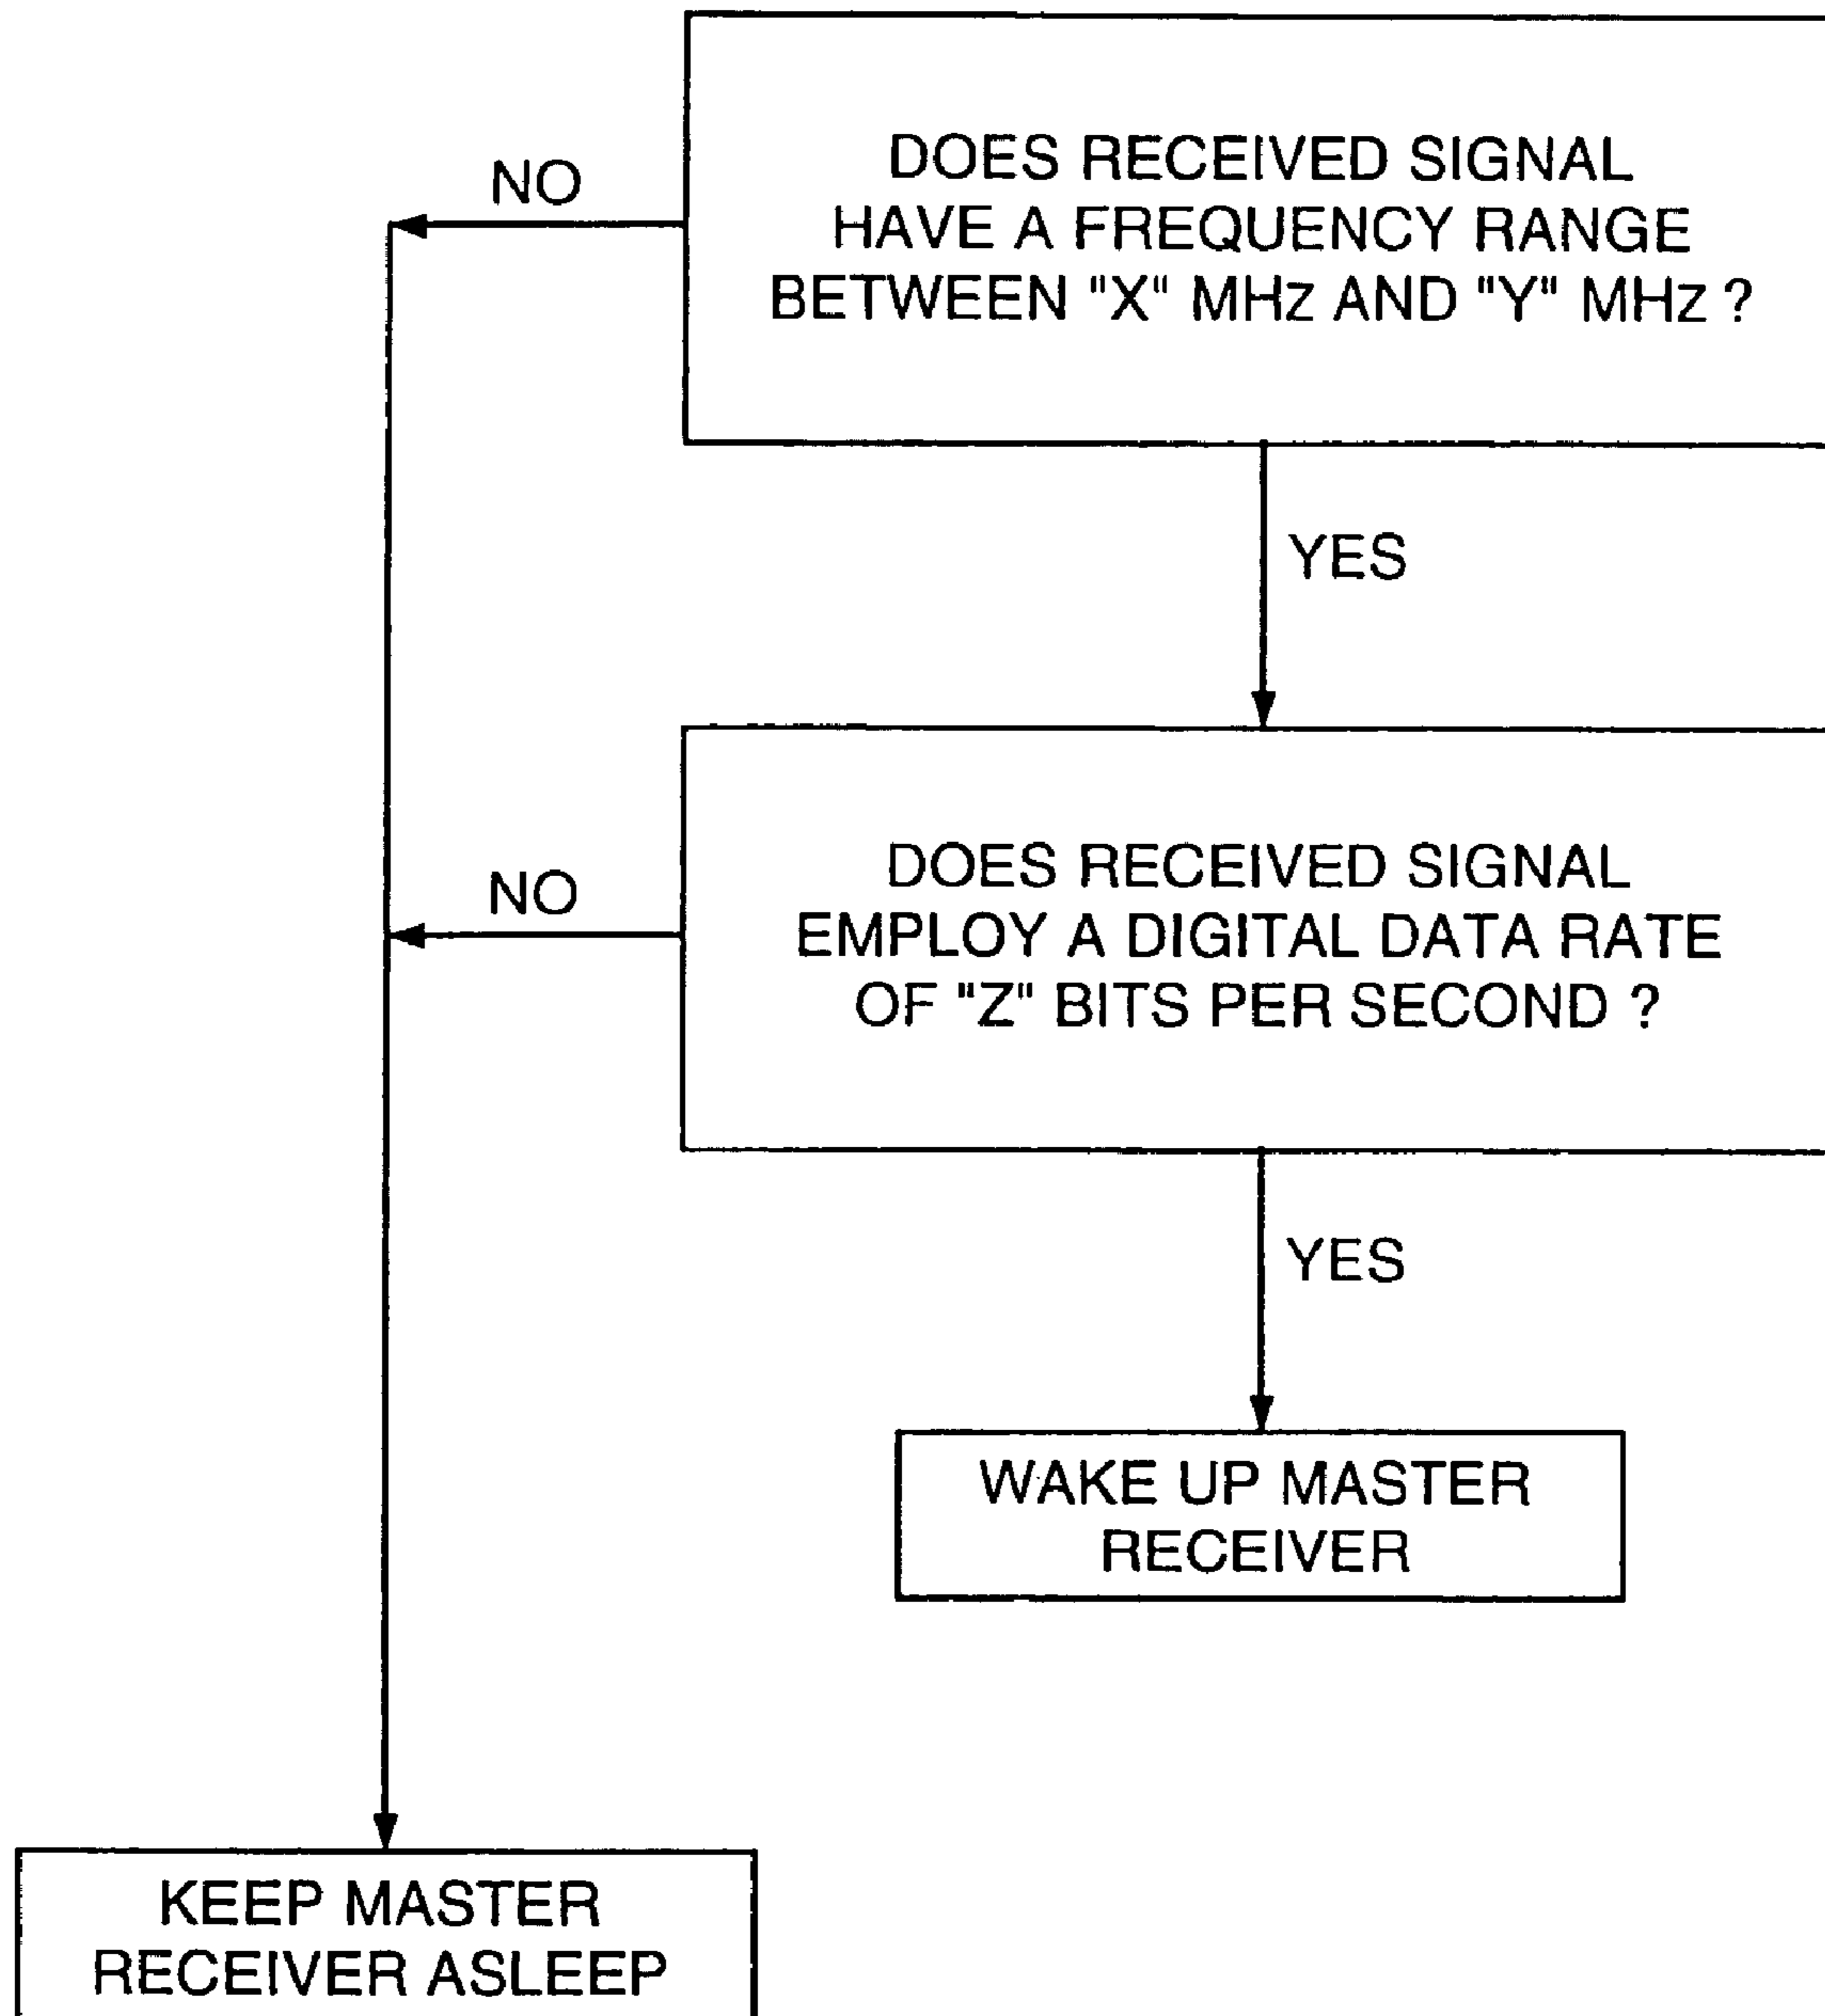 DOES RECEIVED SIGNAL
HAVE A FREQUENCY RANGE
BETWEEN "X" MHz AND "Y" MHz ?
NO
YES
DOES RECEIVED SIGNAL
EMPLOY A DIGITAL DATA RATE
OF "Z" BITS PER SECOND ?
NO
YES
WAKE UP MASTER
RECEIVER
KEEP MASTER
RECEIVER ASLEEP